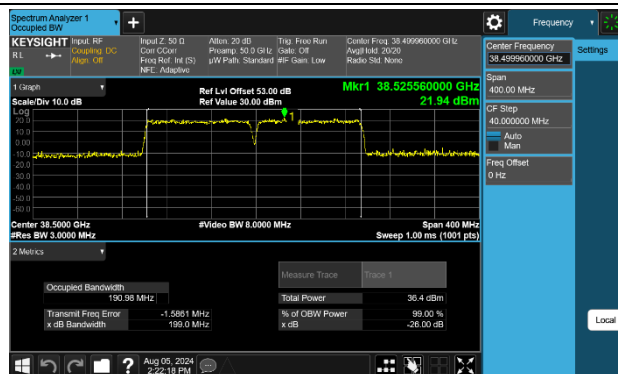 Spectrum Analyzer 1
Occupied BW
+
Frequency
KEYSIGHT
R L
LW
Input: RF
Coupling: DC
Align: Off
Input Z: 50 Ω
Corr CCorr
Freq Ref: Int (S)
NFE: Adaptive
Atten: 20 dB
Preamp: 50.0 GHz
µW Path: Standard
Trig: Free Run
Gate: Off
#IF Gain: Low
Center Freq: 38.499960000 GHz
Avg|Hold: 20/20
Radio Std: None
Center Frequency
38.499960000 GHz
Settings
Span
400.00 MHz
CF Step
40.000000 MHz
Auto
Man
Freq Offset
0 Hz
Local
1 Graph
Scale/Div 10.0 dB
Ref Lvl Offset 53.00 dB
Ref Value 30.00 dBm
Mkr1 38.525560000 GHz
21.94 dBm
Log
20.0
10.0
0.00
-10.0
-20.0
-30.0
-40.0
-50.0
-60.0
1
Center 38.5000 GHz
#Res BW 3.0000 MHz
#Video BW 8.0000 MHz
Span 400 MHz
Sweep 1.00 ms (1001 pts)
2 Metrics
Measure Trace
Trace 1
Occupied Bandwidth
190.98 MHz
Total Power
36.4 dBm
Transmit Freq Error
-1.5861 MHz
% of OBW Power
99.00 %
x dB Bandwidth
199.0 MHz
x dB
-26.00 dB
?
Aug 05, 2024
2:22:18 PM